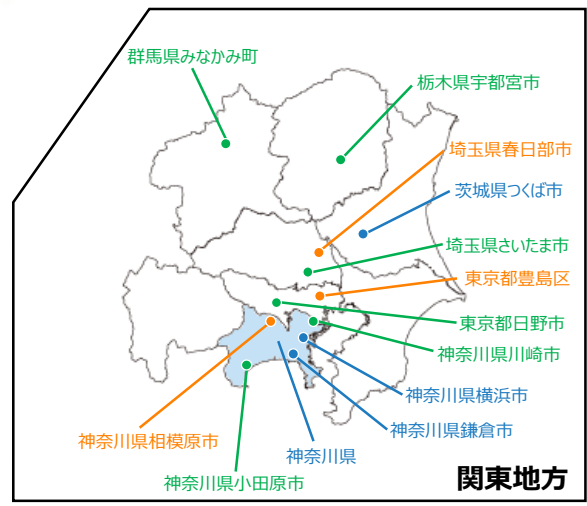 群馬県みなかみ町
栃木県宇都宮市
埼玉県春日部市
茨城県つくば市
埼玉県さいたま市
東京都豊島区
東京都日野市
神奈川県川崎市
神奈川県横浜市
神奈川県鎌倉市
神奈川県相模原市
神奈川県
神奈川県小田原市
関東地方